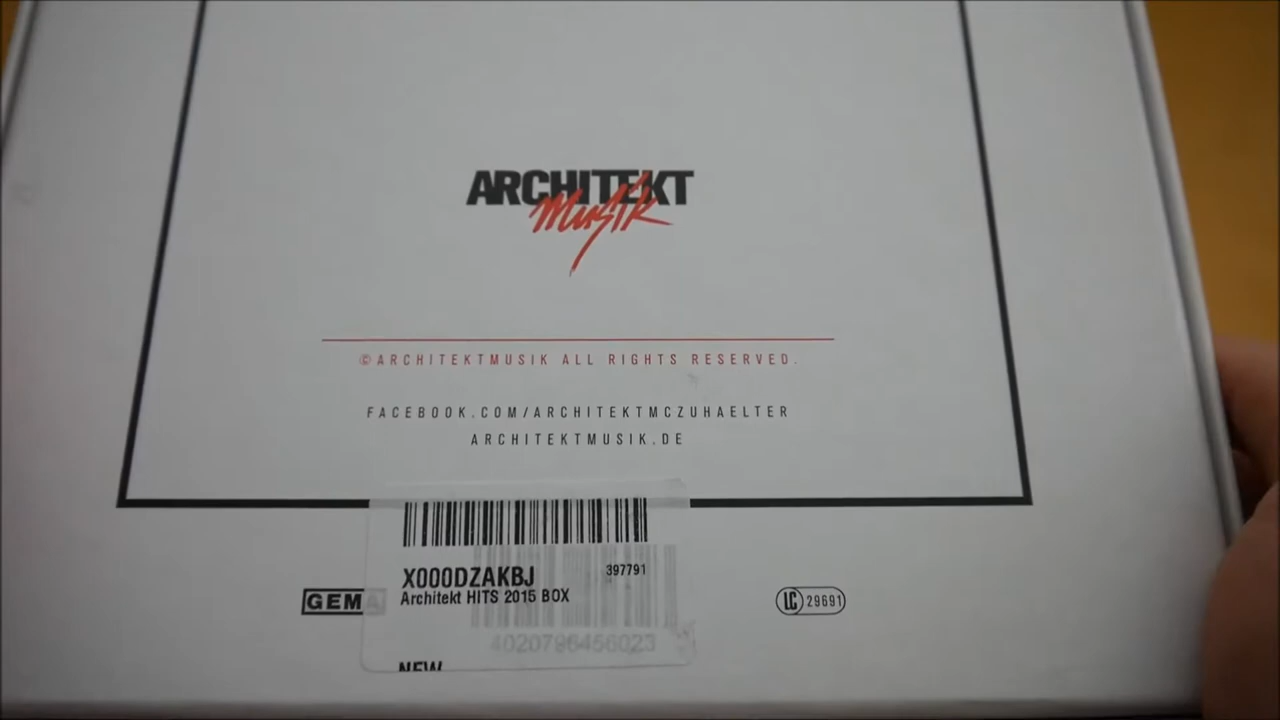 ARCHITEKT
Musik
©ARCHITEKTMUSIK ALL RIGHTS RESERVED.
FACEBOOK.COM/ARCHITEKTMCZUHAELTER
ARCHITEKTMUSIK.DE
X000DZAKBJ
397791
Architekt HITS 2015 BOX
GEMA
LC 29691
4020796456023
NEW